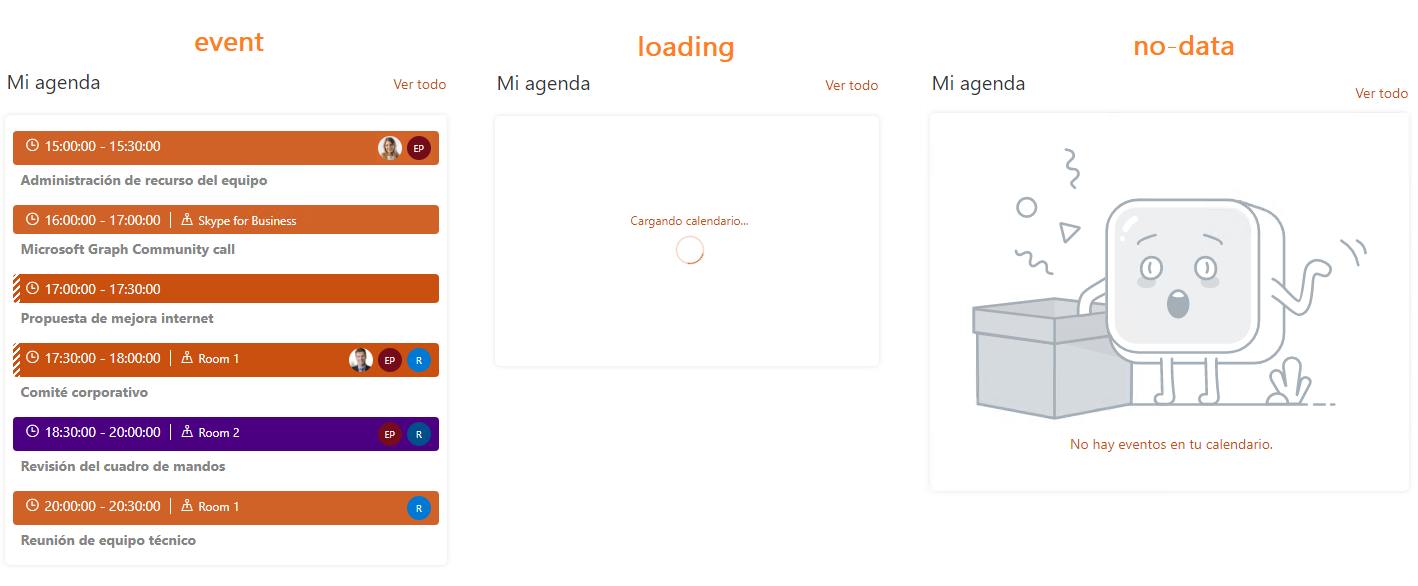 event
Mi agenda
Ver todo
15:00:00 - 15:30:00
EP
Administración de recurso del equipo
16:00:00 - 17:00:00 | Skype for Business
Microsoft Graph Community call
17:00:00 - 17:30:00
Propuesta de mejora internet
17:30:00 - 18:00:00 | Room 1
EP
R
Comité corporativo
18:30:00 - 20:00:00 | Room 2
EP
R
Revisión del cuadro de mandos
20:00:00 - 20:30:00 | Room 1
R
Reunión de equipo técnico
loading
Mi agenda
Ver todo
Cargando calendario...
no-data
Mi agenda
Ver todo
No hay eventos en tu calendario.